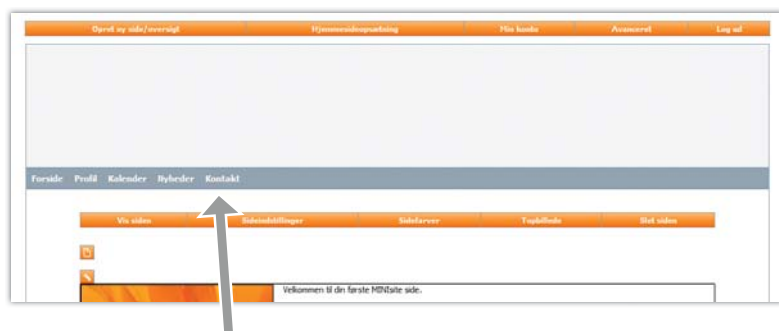 Opret ny side/oversigt Hjemmesideopsætning Min konto Avanceret Log ud
Forside Profil Kalender Nyheder Kontakt
Vis siden Sideindstillinger Sidefarver Topbillede Slet siden
Velkommen til din første MINIsite side.